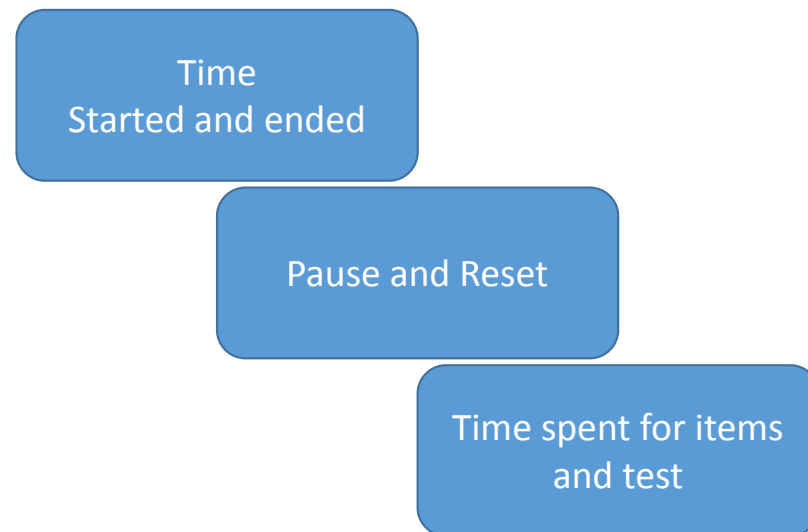 Time
Started and ended
Pause and Reset
Time spent for items
and test